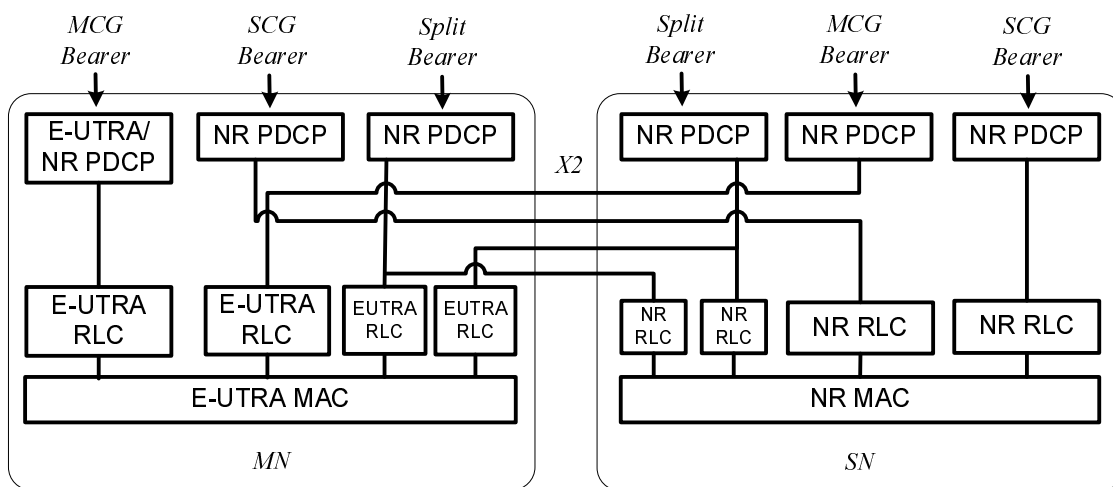 MCG
Bearer
SCG
Bearer
Split
Bearer
Split
Bearer
MCG
Bearer
SCG
Bearer
E-UTRA/
NR PDCP
NR PDCP
NR PDCP
X2
NR PDCP
NR PDCP
NR PDCP
E-UTRA
RLC
E-UTRA
RLC
EUTRA
RLC
EUTRA
RLC
NR
RLC
NR
RLC
NR RLC
NR RLC
E-UTRA MAC
NR MAC
MN
SN